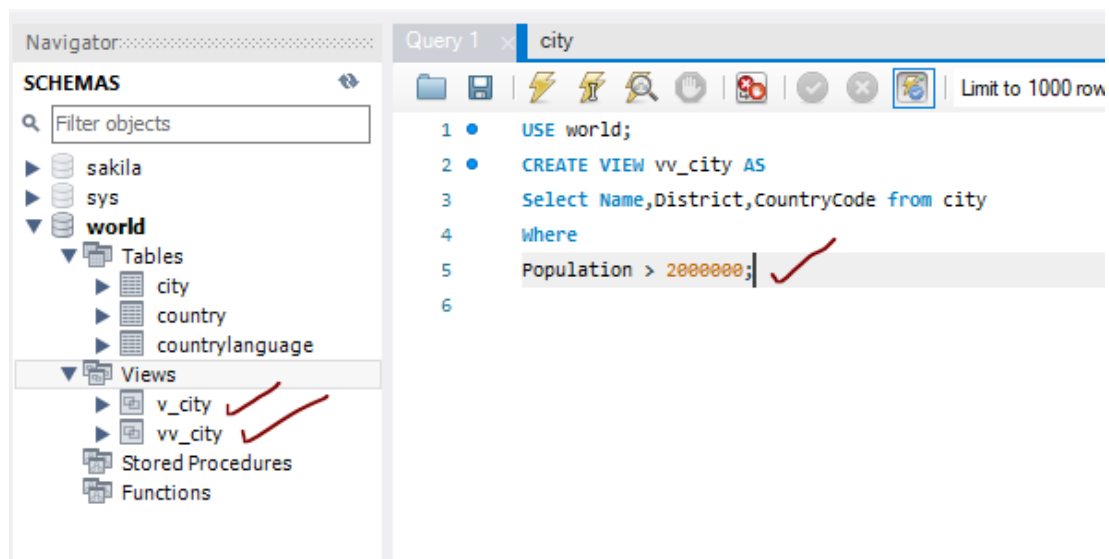 Navigator
SCHEMAS
Filter objects
sakila
sys
world
Tables
city
country
countrylanguage
Views
v_city
vv_city
Stored Procedures
Functions
Query 1
city
Limit to 1000 row
1 USE world;
2 CREATE VIEW vv_city AS
3 Select Name,District,CountryCode from city
4 Where
5 Population > 2000000;
6